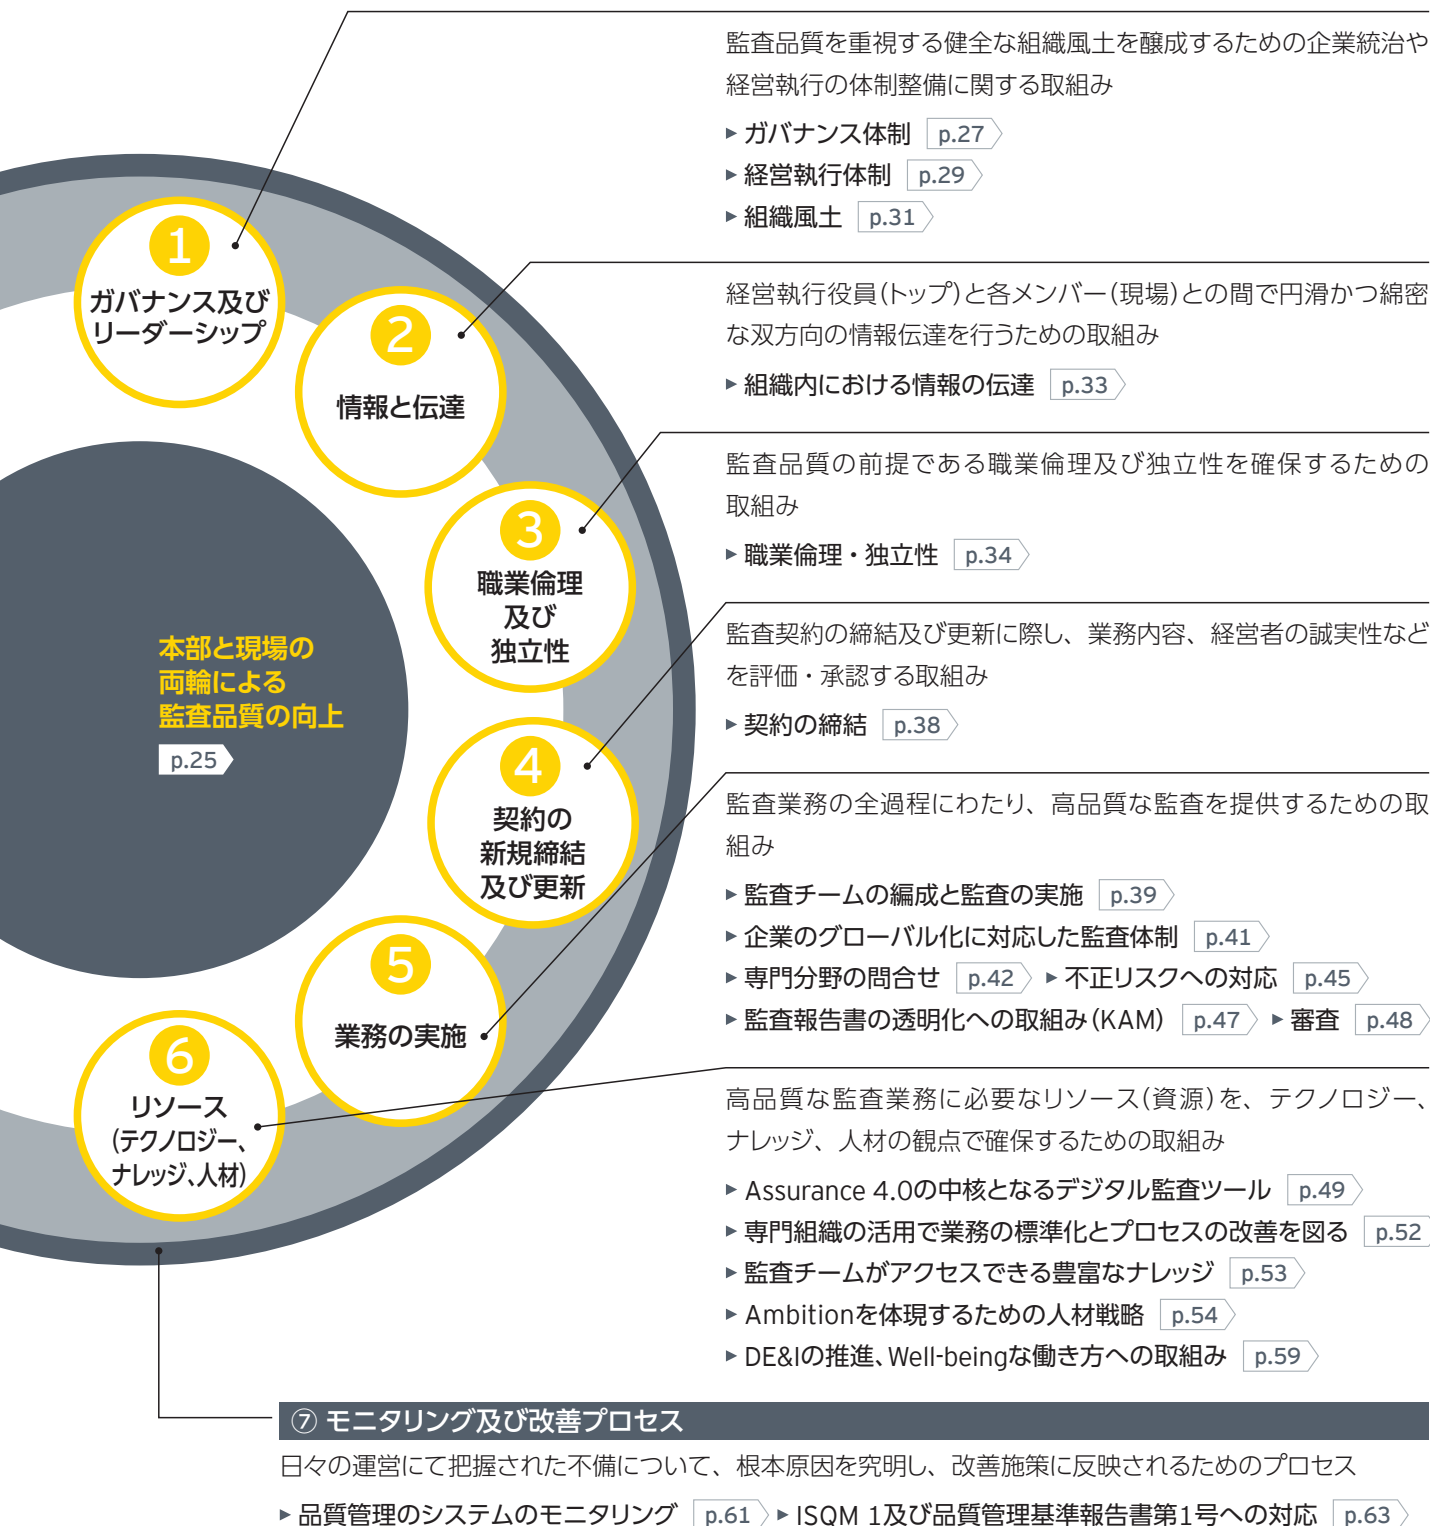 監査品質を重視する健全な組織風土を醸成するための企業統治や
経営執行の体制整備に関する取組み
▸ ガバナンス体制 p.27
▸ 経営執行体制 p.29
▸ 組織風土 p.31
1
ガバナンス及び
リーダーシップ
経営執行役員(トップ)と各メンバー(現場)との間で円滑かつ綿密
な双方向の情報伝達を行うための取組み
▸ 組織内における情報の伝達 p.33
2
情報と伝達
監査品質の前提である職業倫理及び独立性を確保するための
取組み
▸ 職業倫理・独立性 p.34
3
職業倫理
及び
独立性
監査契約の締結及び更新に際し、業務内容、経営者の誠実性など
を評価・承認する取組み
▸ 契約の締結 p.38
本部と現場の
両輪による
監査品質の向上
p.25
4
契約の
新規締結
及び更新
監査業務の全過程にわたり、高品質な監査を提供するための取
組み
▸ 監査チームの編成と監査の実施 p.39
▸ 企業のグローバル化に対応した監査体制 p.41
▸ 専門分野の問合せ p.42 ▸ 不正リスクへの対応 p.45
▸ 監査報告書の透明化への取組み(KAM) p.47 ▸ 審査 p.48
5
業務の実施
高品質な監査業務に必要なリソース(資源)を、テクノロジー、
ナレッジ、人材の観点で確保するための取組み
▸ Assurance 4.0の中核となるデジタル監査ツール p.49
▸ 専門組織の活用で業務の標準化とプロセスの改善を図る p.52
▸ 監査チームがアクセスできる豊富なナレッジ p.53
▸ Ambitionを体現するための人材戦略 p.54
▸ DE&Iの推進、Well-beingな働き方への取組み p.59
6
リソース
(テクノロジー、
ナレッジ、人材)
⑦ モニタリング及び改善プロセス
日々の運営にて把握された不備について、根本原因を究明し、改善施策に反映されるためのプロセス
▸ 品質管理のシステムのモニタリング p.61 ▸ ISQM 1及び品質管理基準報告書第1号への対応 p.63